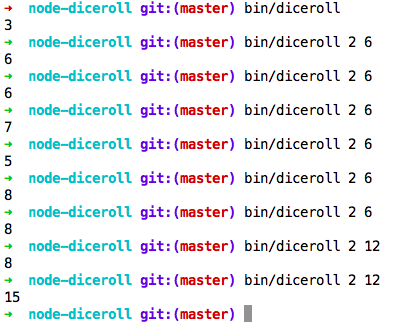 ➜ node-diceroll git:(master) bin/diceroll
3
➜ node-diceroll git:(master) bin/diceroll 2 6
6
➜ node-diceroll git:(master) bin/diceroll 2 6
6
➜ node-diceroll git:(master) bin/diceroll 2 6
7
➜ node-diceroll git:(master) bin/diceroll 2 6
5
➜ node-diceroll git:(master) bin/diceroll 2 6
8
➜ node-diceroll git:(master) bin/diceroll 2 6
8
➜ node-diceroll git:(master) bin/diceroll 2 12
8
➜ node-diceroll git:(master) bin/diceroll 2 12
15
➜ node-diceroll git:(master)